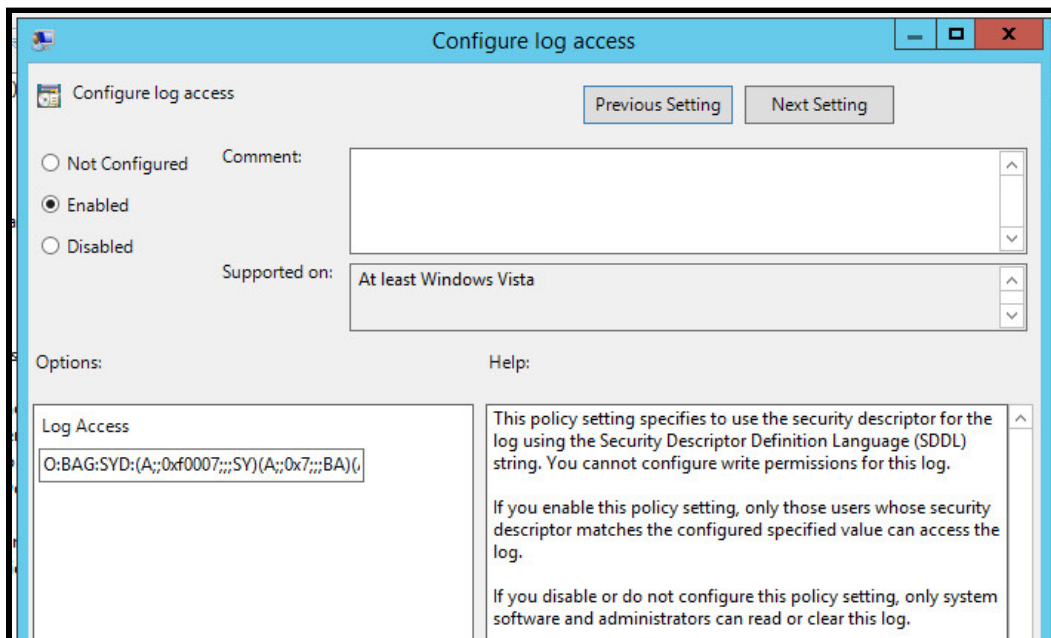 Configure log access
Configure log access
Previous Setting
Next Setting
Not Configured
Comment:
Enabled
Disabled
Supported on:
At least Windows Vista
Options:
Help:
Log Access
O:BAG:SYD:(A;;0xf0007;;;SY)(A;;0x7;;;BA)(
This policy setting specifies to use the security descriptor for the
log using the Security Descriptor Definition Language (SDDL)
string. You cannot configure write permissions for this log.
If you enable this policy setting, only those users whose security
descriptor matches the configured specified value can access the
log.
If you disable or do not configure this policy setting, only system
software and administrators can read or clear this log.